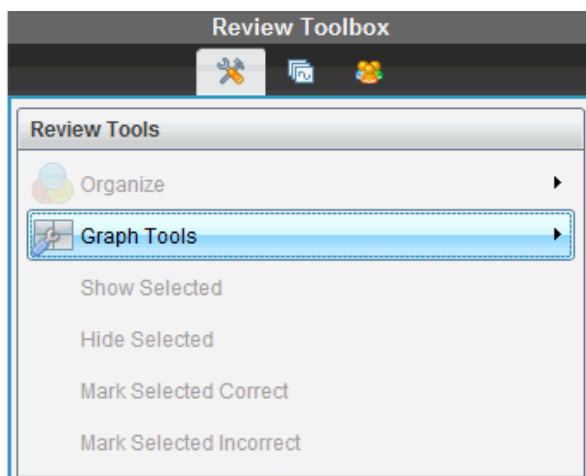 Review Toolbox
Review Tools
Organize
Graph Tools
Show Selected
Hide Selected
Mark Selected Correct
Mark Selected Incorrect